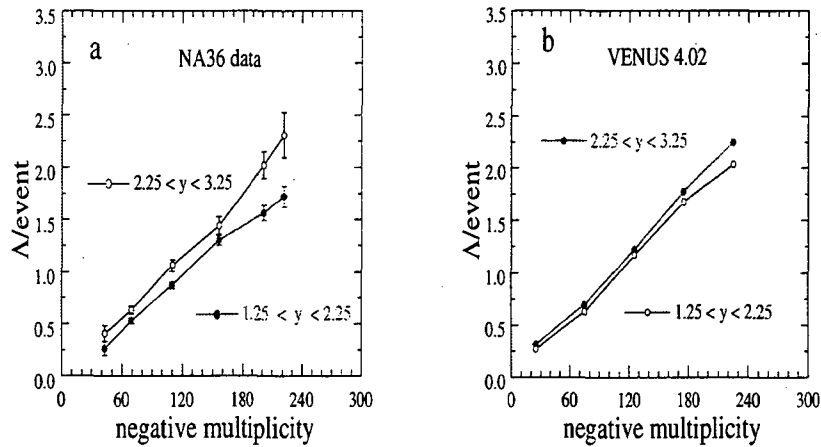 a
NA36 data
3.5
3.0
2.5
2.0
1.5
1.0
0.5
0.0
Λ/event
2.25 < y < 3.25
1.25 < y < 2.25
0 60 120 180 240 300
negative multiplicity
b
VENUS 4.02
3.5
3.0
2.5
2.0
1.5
1.0
0.5
0.0
Λ/event
2.25 < y < 3.25
1.25 < y < 2.25
0 60 120 180 240 300
negative multiplicity